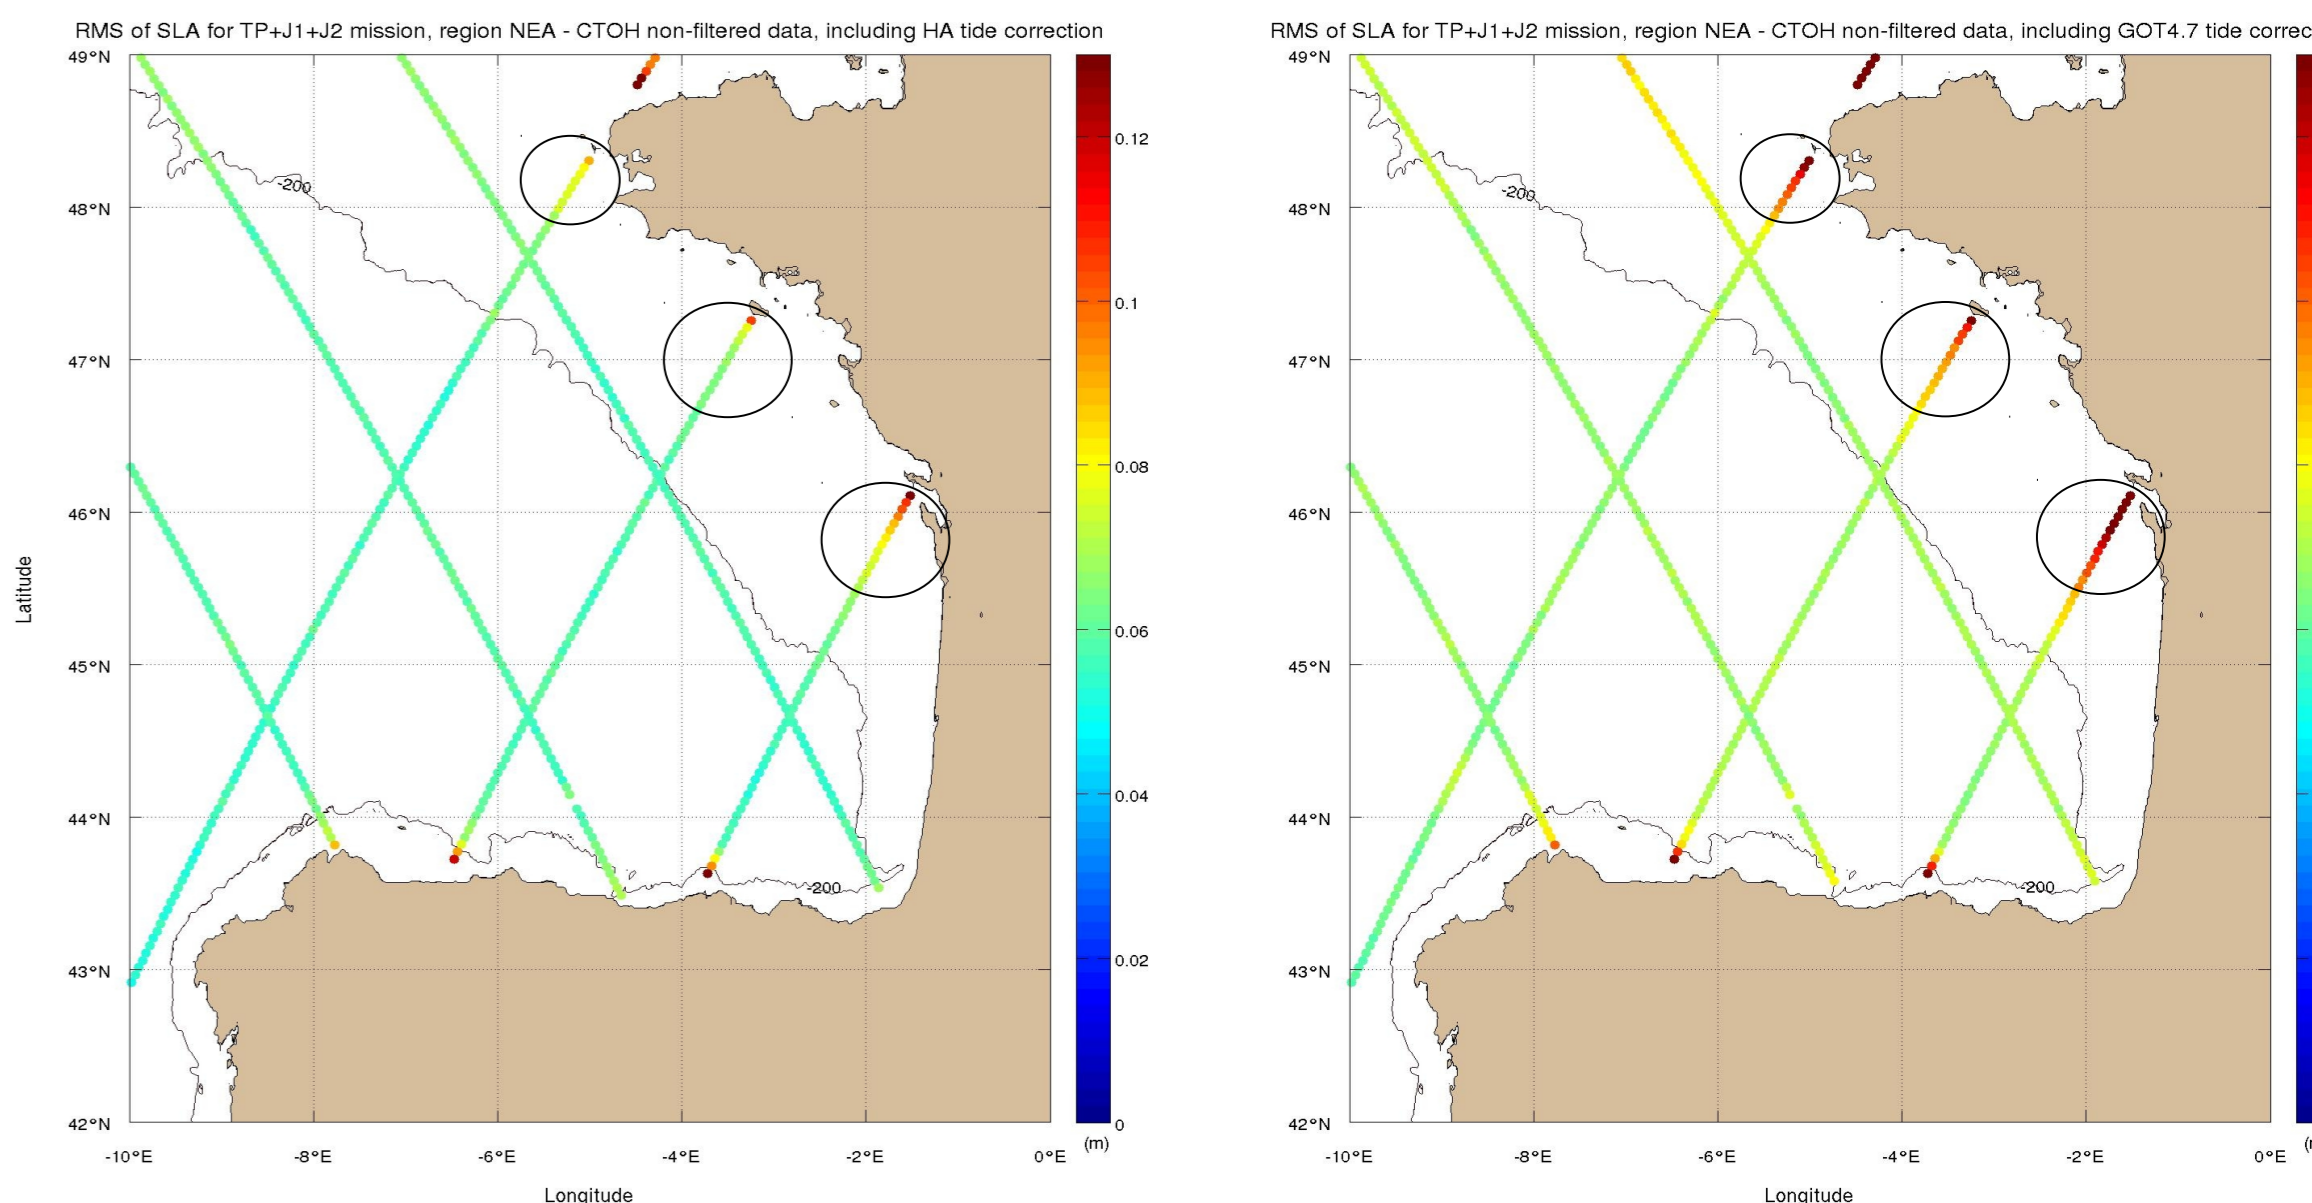 RMS of SLA for TP+J1+J2 mission, region NEA - CTOH non-filtered data, including HA tide correction
49°N
48°N
47°N
46°N
45°N
44°N
43°N
42°N
Latitude
-200
-200
-10°E
-8°E
-6°E
-4°E
-2°E
0°E
Longitude
0.12
0.1
0.08
0.06
0.04
0.02
0
(m)
RMS of SLA for TP+J1+J2 mission, region NEA - CTOH non-filtered data, including GOT4.7 tide correc
49°N
48°N
47°N
46°N
45°N
44°N
43°N
42°N
-200
-200
-10°E
-8°E
-6°E
-4°E
-2°E
0°E
Longitude